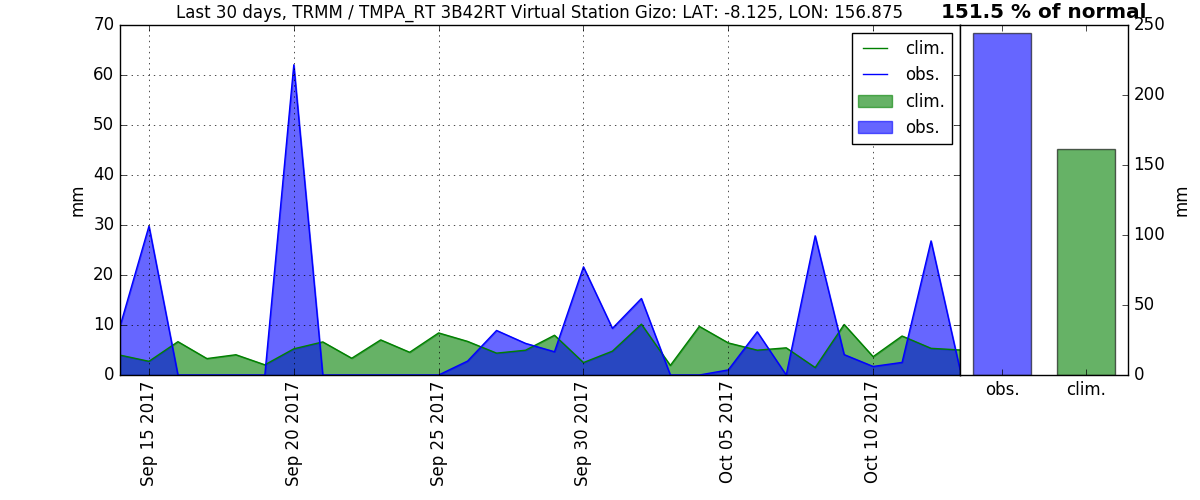 Last 30 days, TRMM / TMPA_RT 3B42RT Virtual Station Gizo: LAT: -8.125, LON: 156.875
151.5 % of normal
70
60
50
40
30
20
10
0
mm
clim.
obs.
clim.
obs.
Sep 15 2017
Sep 20 2017
Sep 25 2017
Sep 30 2017
Oct 05 2017
Oct 10 2017
250
200
150
100
50
0
mm
obs.
clim.